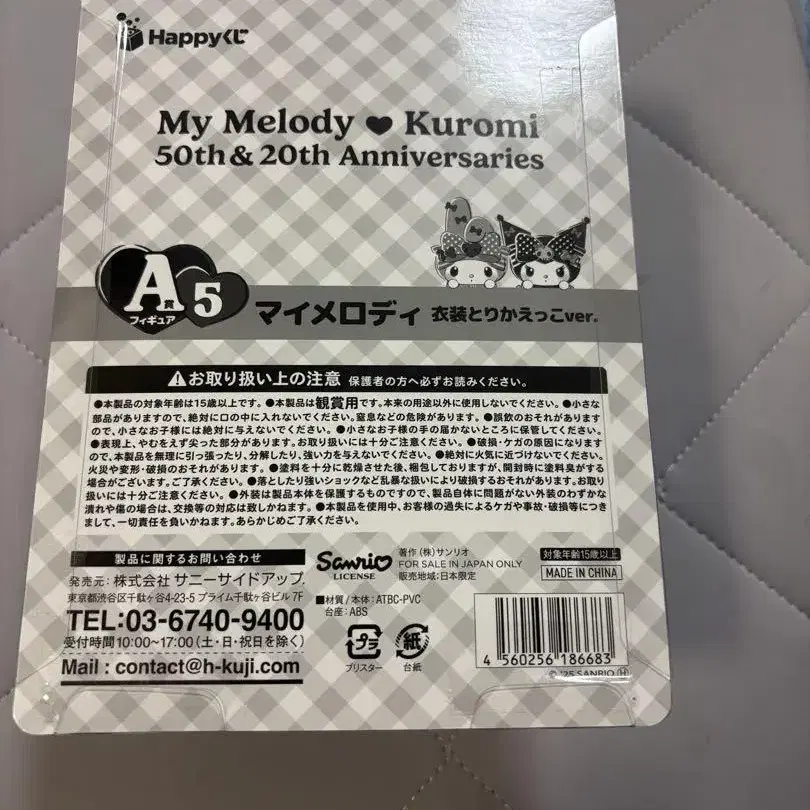 Happyくじ
My Melody ♥ Kuromi
50th & 20th Anniversaries
A賞
フィギュア
5
マイメロディ 衣装とりかえっこver.
⚠お取り扱い上の注意 保護者の方へ必ずお読みください。
●本製品の対象年齢は15歳以上です。●本製品は観賞用です。本来の用途以外に使用しないでください。●小さな
部品がありますので、絶対に口の中に入れないでください。窒息などの危険があります。●誤飲のおそれがあります
ので、小さなお子様には絶対に与えないでください。●小さなお子様の手の届かないところに保管してください。
●表現上、やむをえず尖った部分があります。お取り扱いには十分ご注意ください。●破損・ケガの原因になります
ので、本製品を無理に引っ張ったり、分解したり、強い力を与えないでください。●絶対に火気に近づけないでください。
火災や変形・破損のおそれがあります。●塗料を十分に乾燥させた後、梱包しておりますが、開封時に塗料臭がする
場合がございます。ご了承ください。●落としたり強いショックなど乱暴な扱いにより破損するおそれがあります。お取り
扱いには十分ご注意ください。●外装は製品本体を保護するものですので、製品自体に問題がない外装のわずかな
潰れや傷の場合は、交換等の対応は致しかねます。●本製品を使用中、お客様の過失によるケガや事故・破損等につき
まして、一切責任を負いかねます。あらかじめご了承ください。
製品に関するお問い合わせ
発売元:株式会社 サニーサイドアップ
東京都渋谷区千駄ヶ谷4-23-5 プライム千駄ヶ谷ビル 7F
TEL:03-6740-9400
受付時間10:00~17:00(土・日・祝日を除く)
Mail : contact@h-kuji.com
Sanrio
LICENSE
著作 (株)サンリオ
FOR SALE IN JAPAN ONLY
販売地域:日本限定
対象年齢15歳以上
MADE IN CHINA
■材質/本体:ATBC-PVC
台座:ABS
プラ
ブリスター
紙
台紙
4 560256 186683
© '25 SANRIO Ⓗ